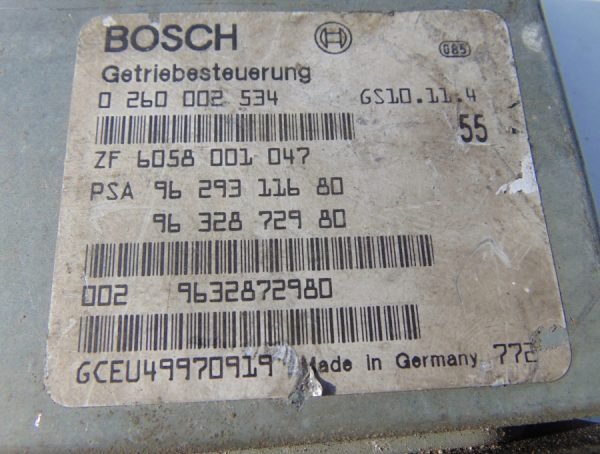 BOSCH G85
Getriebesteuerung
0 260 002 534 GS10.11.4
55
ZF 6058 001 047
PSA 96 293 116 80
96 328 729 80
002 9632872980
GCEU49970919 Made in Germany 772